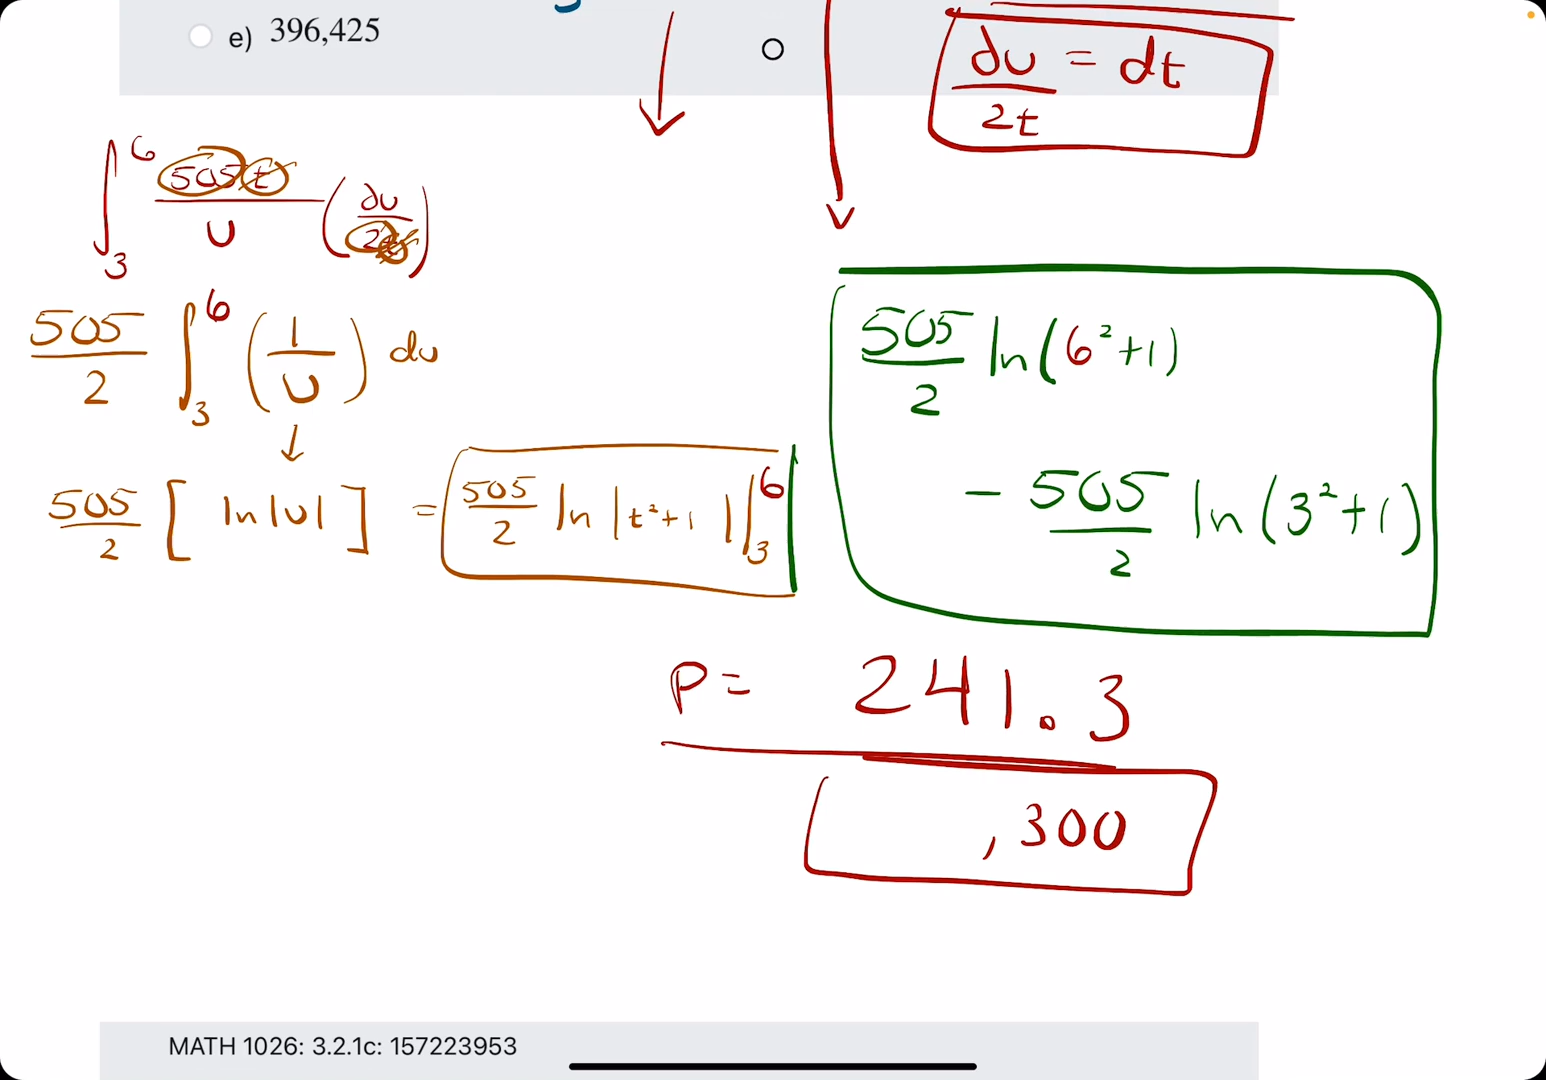 e) 396,425
du/2t = dt
∫₃⁶ 505t/u (du/2t)
505/2 ∫₃⁶ (1/u) du
505/2 [ ln|u| ] = 505/2 ln|t²+1| |₃⁶
505/2 ln(6²+1)
- 505/2 ln(3²+1)
P= 241.3
,300
MATH 1026: 3.2.1c: 157223953